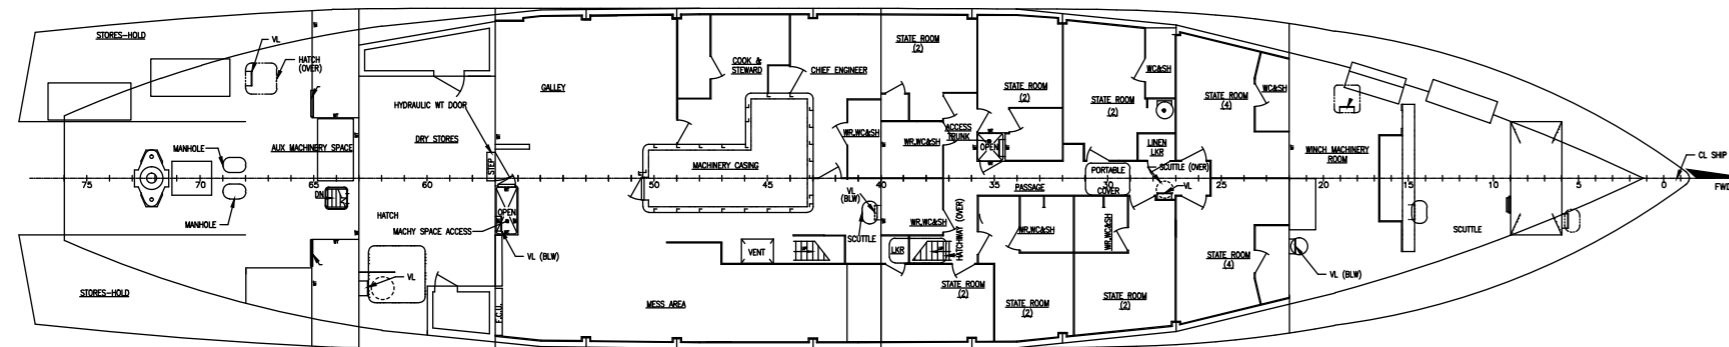 STORES-HOLD
VL
HATCH
(OVER)
HYDRAULIC WT DOOR
GALLEY
COOK &
STEWARD
CHIEF ENGINEER
STATE ROOM
(2)
STATE ROOM
(2)
WC&SH
STATE ROOM
(2)
STATE ROOM
(4)
WC&SH
AUX MACHINERY SPACE
DRY STORES
MANHOLE
STEP
MACHINERY CASING
WR,WC&SH
WR,WC&SH
ACCESS
TRUNK
OPEN
LINEN
LKR
SCUTTLE (OVER)
WINCH MACHINERY
ROOM
CL SHIP
75
70
65
60
50
45
40
35
30
25
20
15
10
5
0
FWD
PORTABLE
COVER
PASSAGE
VL
MANHOLE
DN
HATCH
OPEN
MACHY SPACE ACCESS
VL (BLW)
VL
(BLW)
SCUTTLE
WR,WC&SH
HATCHWAY (OVER)
WR,WC&SH
WR,WC&SH
SCUTTLE
VENT
LKR
VL
STATE ROOM
(4)
VL (BLW)
STORES-HOLD
F.C.U.
MESS AREA
STATE ROOM
(2)
STATE ROOM
(2)
STATE ROOM
(2)